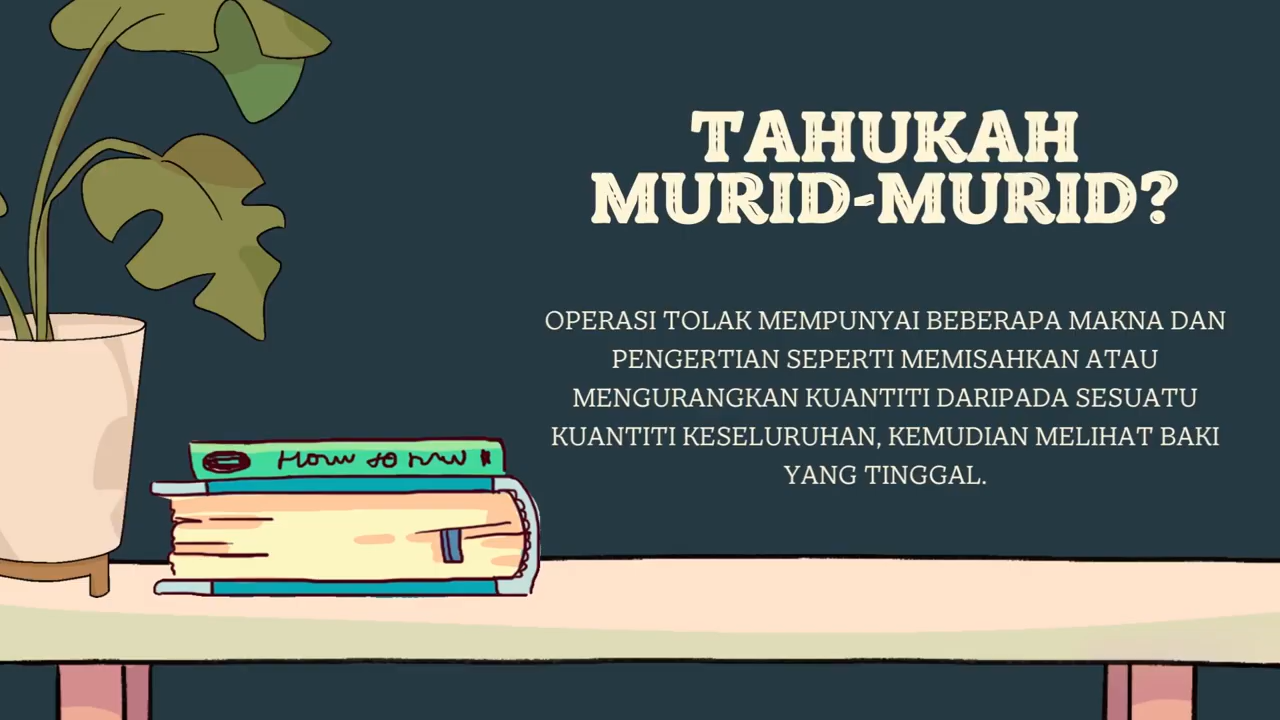 TAHUKAH
MURID-MURID?
OPERASI TOLAK MEMPUNYAI BEBERAPA MAKNA DAN
PENGERTIAN SEPERTI MEMISAHKAN ATAU
MENGURANGKAN KUANTITI DARIPADA SESUATU
KUANTITI KESELURUHAN, KEMUDIAN MELIHAT BAKI
YANG TINGGAL.
How